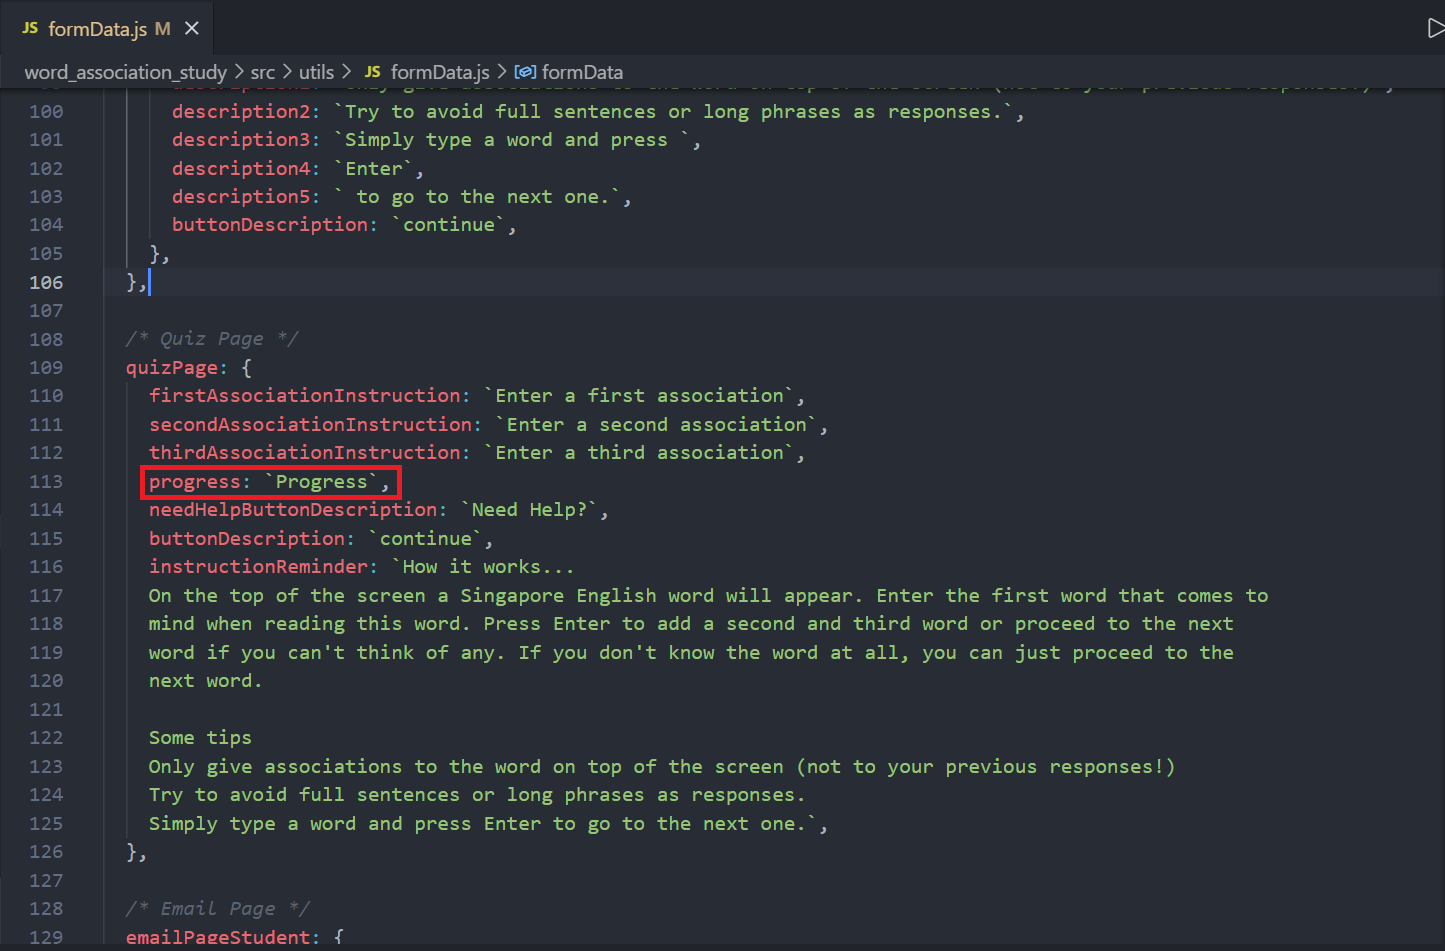 JS formData.js M ×
word_association_study > src > utils > JS formData.js > formData
100 description2: `Try to avoid full sentences or long phrases as responses.`,
101 description3: `Simply type a word and press `,
102 description4: `Enter`,
103 description5: ` to go to the next one.`,
104 buttonDescription: `continue`,
105 },
106 },
107
108 /* Quiz Page */
109 quizPage: {
110 firstAssociationInstruction: `Enter a first association`,
111 secondAssociationInstruction: `Enter a second association`,
112 thirdAssociationInstruction: `Enter a third association`,
113 progress: `Progress`,
114 needHelpButtonDescription: `Need Help?`,
115 buttonDescription: `continue`,
116 instructionReminder: `How it works...
117 On the top of the screen a Singapore English word will appear. Enter the first word that comes to
118 mind when reading this word. Press Enter to add a second and third word or proceed to the next
119 word if you can't think of any. If you don't know the word at all, you can just proceed to the
120 next word.
121
122 Some tips
123 Only give associations to the word on top of the screen (not to your previous responses!)
124 Try to avoid full sentences or long phrases as responses.
125 Simply type a word and press Enter to go to the next one.`,
126 },
127
128 /* Email Page */
129 emailPageStudent: {